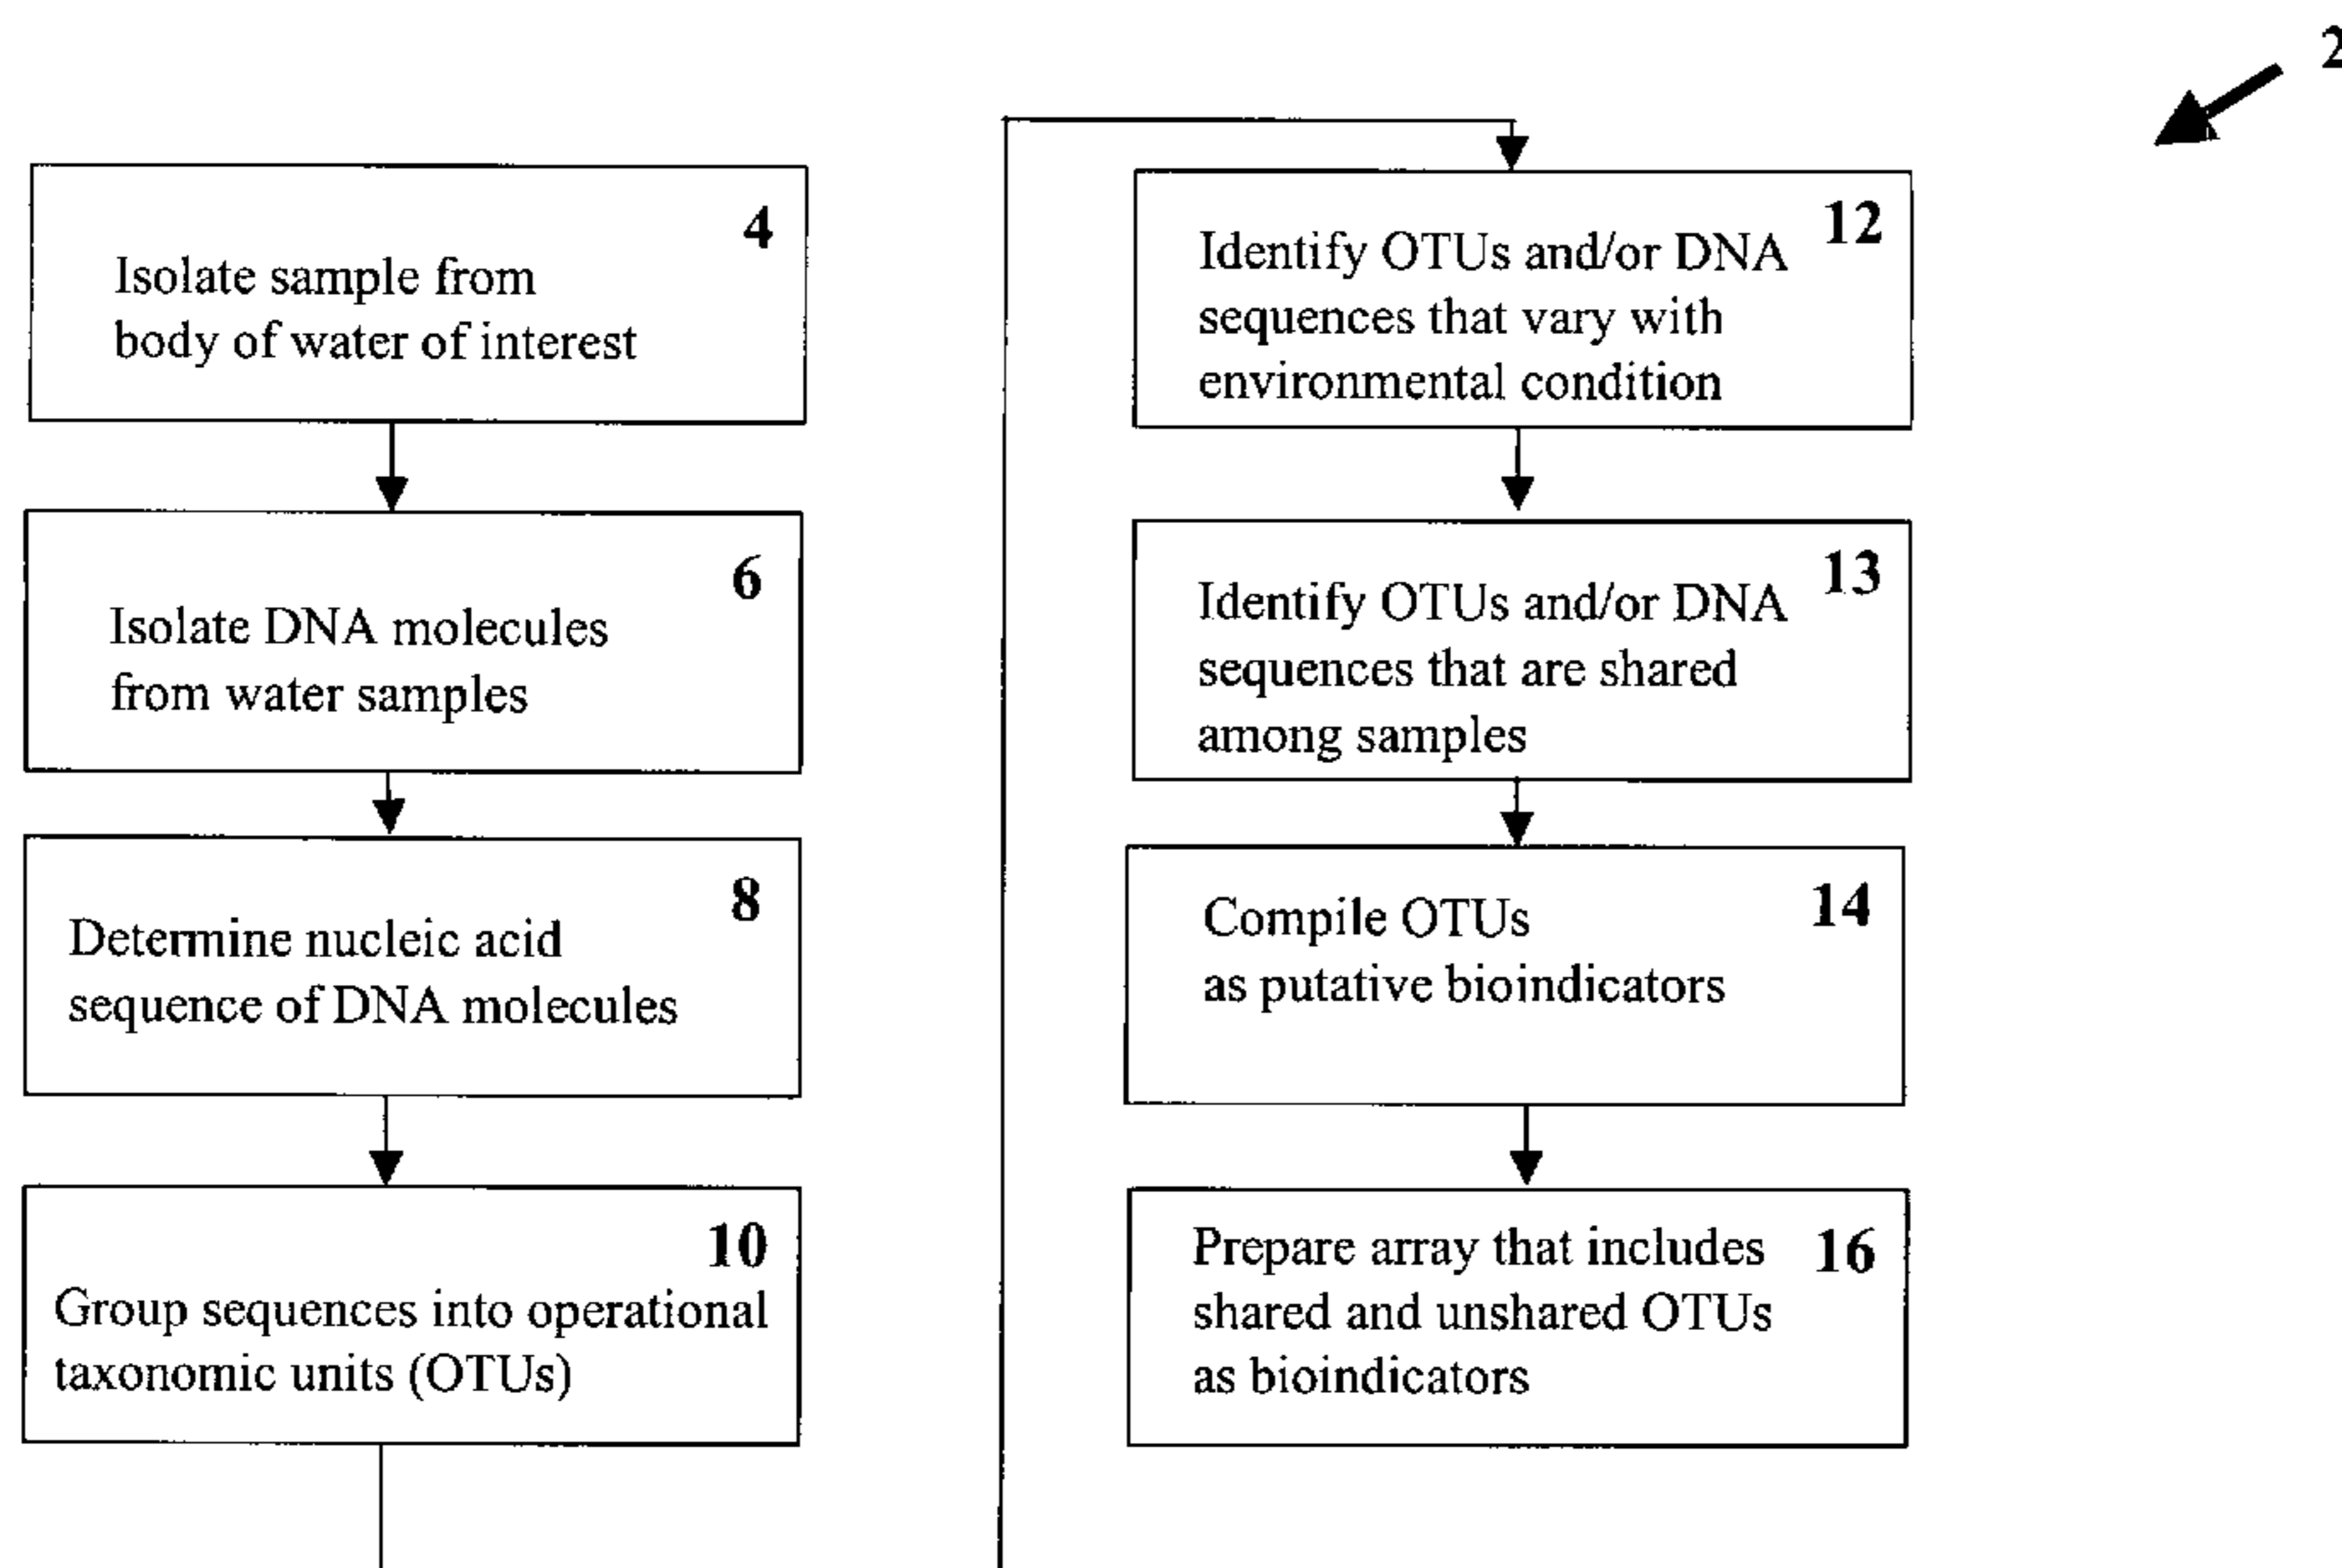 2
4
Isolate sample from
body of water of interest
6
Isolate DNA molecules
from water samples
8
Determine nucleic acid
sequence of DNA molecules
10
Group sequences into operational
taxonomic units (OTUs)
12
Identify OTUs and/or DNA
sequences that vary with
environmental condition
13
Identify OTUs and/or DNA
sequences that are shared
among samples
14
Compile OTUs
as putative bioindicators
16
Prepare array that includes
shared and unshared OTUs
as bioindicators